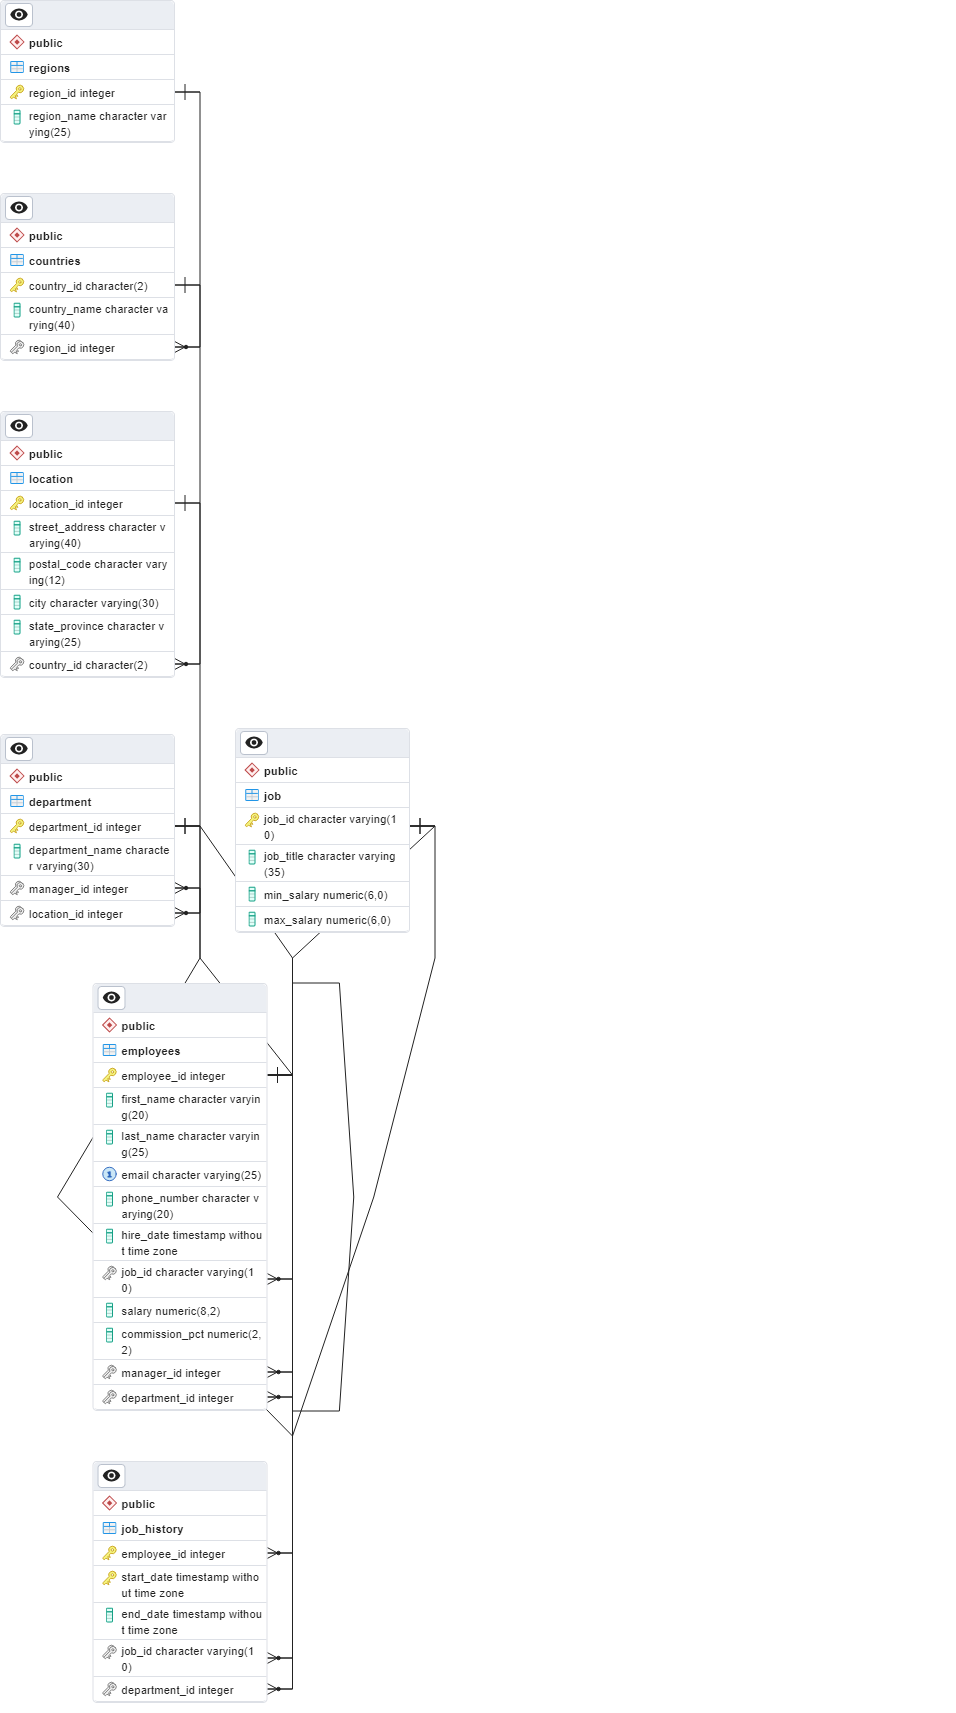 public
regions
region_id integer
region_name character var
ying(25)
public
countries
country_id character(2)
country_name character va
rying(40)
region_id integer
public
location
location_id integer
street_address character v
arying(40)
postal_code character vary
ing(12)
city character varying(30)
state_province character v
arying(25)
country_id character(2)
public
department
department_id integer
department_name characte
r varying(30)
manager_id integer
location_id integer
public
job
job_id character varying(1
0)
job_title character varying
(35)
min_salary numeric(6,0)
max_salary numeric(6,0)
public
employees
employee_id integer
first_name character varyin
g(20)
last_name character varyin
g(25)
1 email character varying(25)
phone_number character v
arying(20)
hire_date timestamp withou
t time zone
job_id character varying(1
0)
salary numeric(8,2)
commission_pct numeric(2,
2)
manager_id integer
department_id integer
public
job_history
employee_id integer
start_date timestamp witho
ut time zone
end_date timestamp withou
t time zone
job_id character varying(1
0)
department_id integer